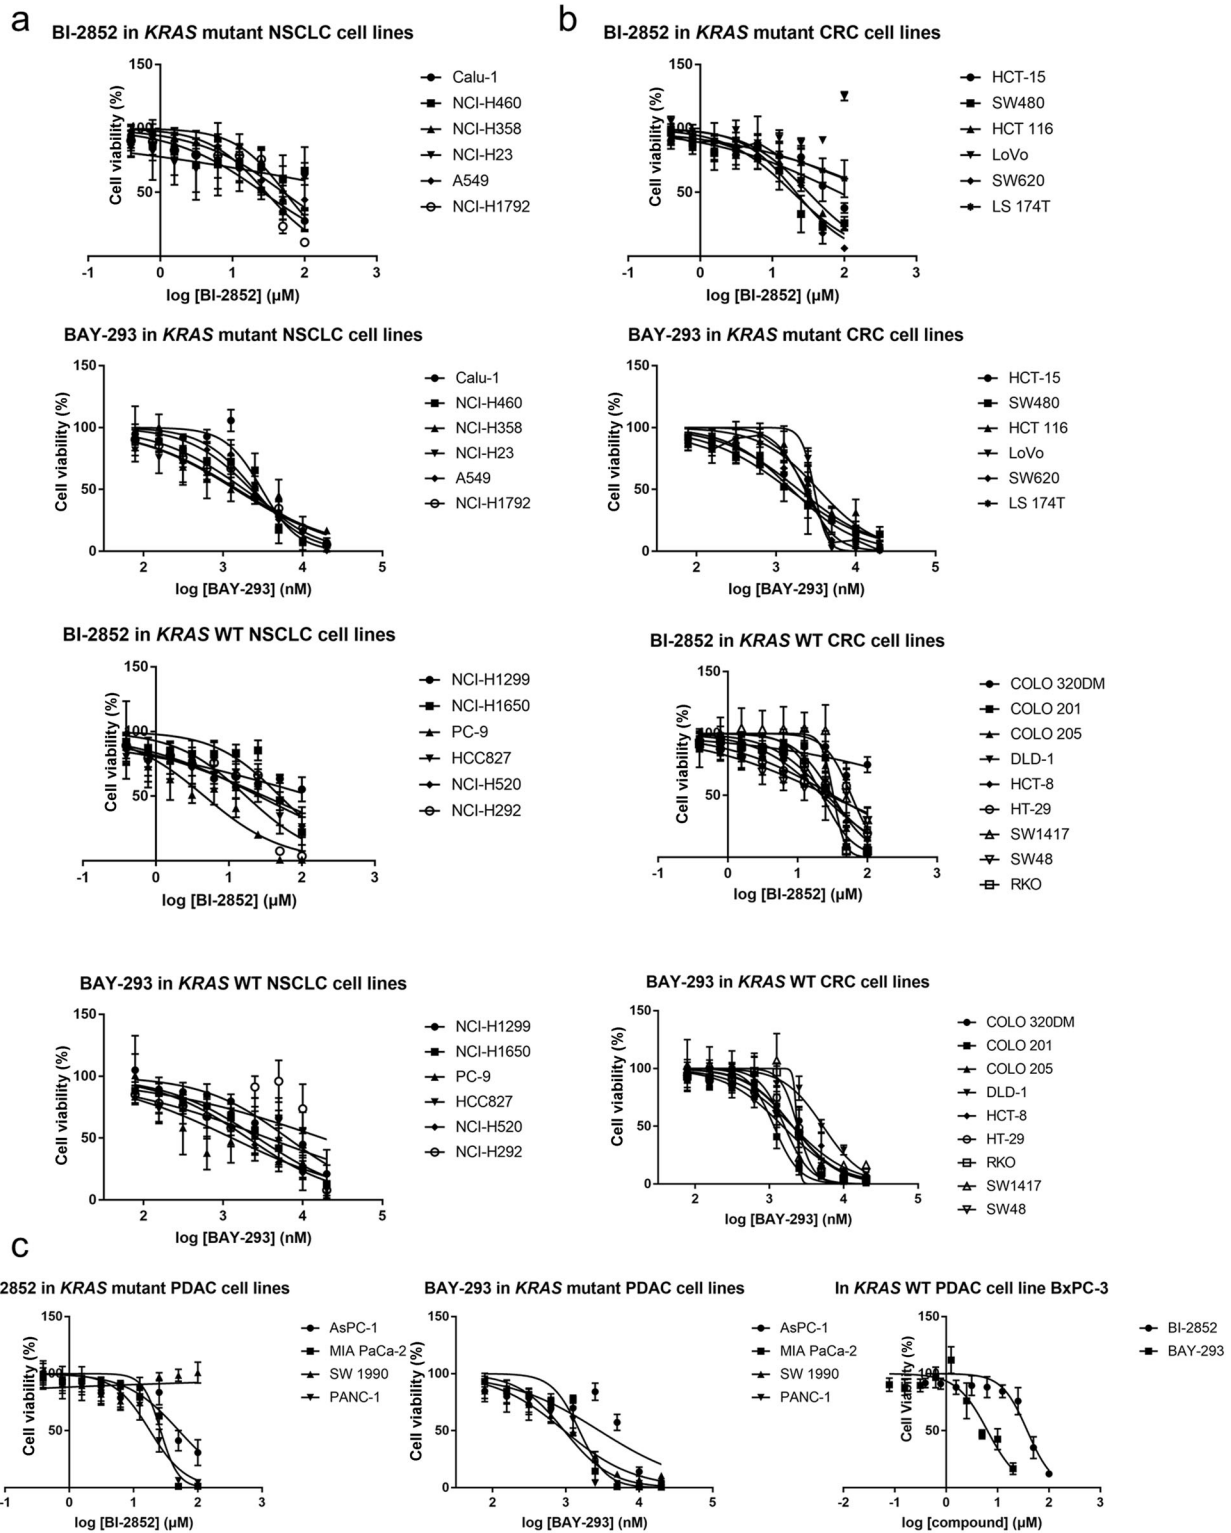 a
BI-2852 in KRAS mutant NSCLC cell lines
150
100
50
Cell viability (%)
-1 0 1 2 3
log [BI-2852] (µM)
Calu-1
NCI-H460
NCI-H358
NCI-H23
A549
NCI-H1792
b
BI-2852 in KRAS mutant CRC cell lines
150
100
50
Cell viability (%)
-1 0 1 2 3
log [BI-2852] (µM)
HCT-15
SW480
HCT 116
LoVo
SW620
LS 174T
BAY-293 in KRAS mutant NSCLC cell lines
150
100
50
0
Cell viability (%)
2 3 4 5
log [BAY-293] (nM)
Calu-1
NCI-H460
NCI-H358
NCI-H23
A549
NCI-H1792
BAY-293 in KRAS mutant CRC cell lines
150
100
50
0
Cell viability (%)
2 3 4 5
log [BAY-293] (nM)
HCT-15
SW480
HCT 116
LoVo
SW620
LS 174T
BI-2852 in KRAS WT NSCLC cell lines
150
100
50
Cell viability (%)
-1 0 1 2 3
log [BI-2852] (µM)
NCI-H1299
NCI-H1650
PC-9
HCC827
NCI-H520
NCI-H292
BI-2852 in KRAS WT CRC cell lines
150
100
50
Cell viability (%)
-1 0 1 2 3
log [BI-2852] (µM)
COLO 320DM
COLO 201
COLO 205
DLD-1
HCT-8
HT-29
SW1417
SW48
RKO
BAY-293 in KRAS WT NSCLC cell lines
150
100
50
0
Cell viability (%)
2 3 4 5
log [BAY-293] (nM)
NCI-H1299
NCI-H1650
PC-9
HCC827
NCI-H520
NCI-H292
BAY-293 in KRAS WT CRC cell lines
150
100
50
0
Cell viability (%)
2 3 4 5
log [BAY-293] (nM)
COLO 320DM
COLO 201
COLO 205
DLD-1
HCT-8
HT-29
RKO
SW1417
SW48
c
2852 in KRAS mutant PDAC cell lines
150
100
50
Cell viability (%)
-1 0 1 2 3
log [BI-2852] (µM)
AsPC-1
MIA PaCa-2
SW 1990
PANC-1
BAY-293 in KRAS mutant PDAC cell lines
150
100
50
0
Cell viability (%)
2 3 4 5
log [BAY-293] (nM)
AsPC-1
MIA PaCa-2
SW 1990
PANC-1
In KRAS WT PDAC cell line BxPC-3
150
100
50
Cell Viability (%)
-2 -1 0 1 2 3
log [compound] (µM)
BI-2852
BAY-293